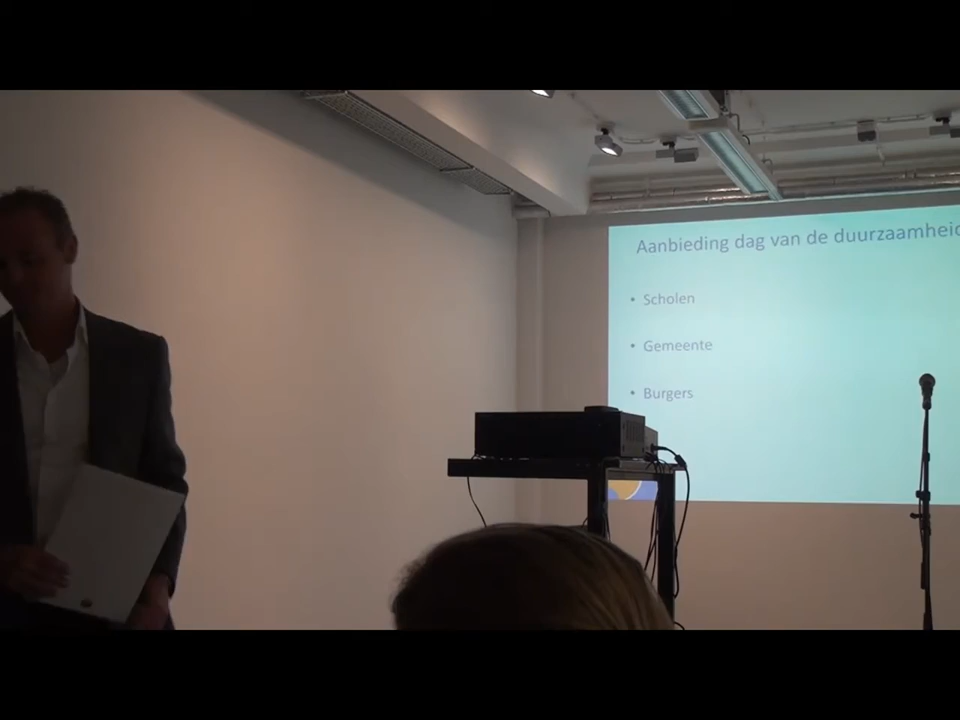 Aanbieding dag van de duurzaamheid
• Scholen
• Gemeente
• Burgers